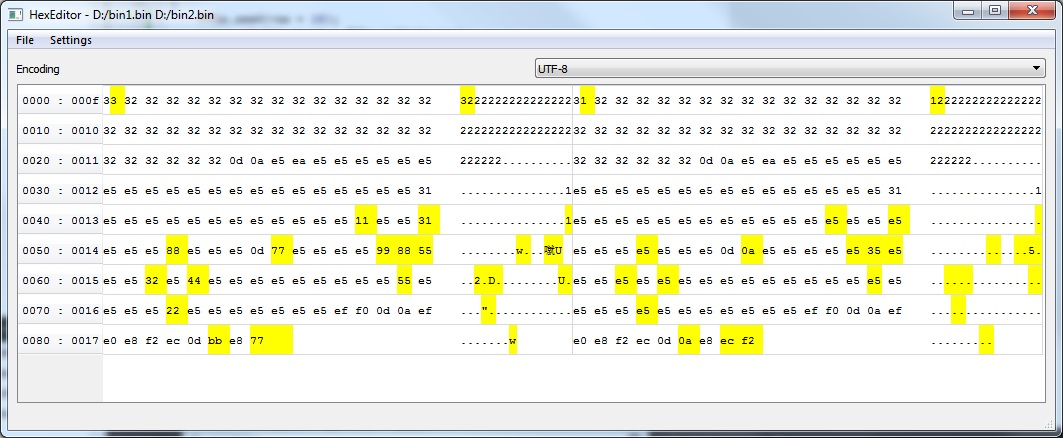 HexEditor - D:/bin1.bin D:/bin2.bin
File Settings
Encoding UTF-8
0000 : 000f 33 32 32 32 32 32 32 32 32 32 32 32 32 32 32 32 3222222222222222 31 32 32 32 32 32 32 32 32 32 32 32 32 32 32 32 1222222222222222
0010 : 0010 32 32 32 32 32 32 32 32 32 32 32 32 32 32 32 32 2222222222222222 32 32 32 32 32 32 32 32 32 32 32 32 32 32 32 32 2222222222222222
0020 : 0011 32 32 32 32 32 32 0d 0a e5 ea e5 e5 e5 e5 e5 e5 222222.......... 32 32 32 32 32 32 0d 0a e5 ea e5 e5 e5 e5 e5 e5 222222..........
0030 : 0012 e5 e5 e5 e5 e5 e5 e5 e5 e5 e5 e5 e5 e5 e5 e5 31 ...............1 e5 e5 e5 e5 e5 e5 e5 e5 e5 e5 e5 e5 e5 e5 e5 31 ...............1
0040 : 0013 e5 e5 e5 e5 e5 e5 e5 e5 e5 e5 e5 e5 11 e5 e5 31 ...............1 e5 e5 e5 e5 e5 e5 e5 e5 e5 e5 e5 e5 e5 e5 e5 e5 ................
0050 : 0014 e5 e5 e5 88 e5 e5 e5 0d 77 e5 e5 e5 e5 99 88 55 ........w...噈U e5 e5 e5 e5 e5 e5 e5 0d 0a e5 e5 e5 e5 e5 35 e5 ..............5.
0060 : 0015 e5 e5 32 e5 44 e5 e5 e5 e5 e5 e5 e5 e5 e5 55 e5 ..2.D.........U. e5 e5 e5 e5 e5 e5 e5 e5 e5 e5 e5 e5 e5 e5 e5 e5 ................
0070 : 0016 e5 e5 e5 22 e5 e5 e5 e5 e5 e5 e5 ef f0 0d 0a ef ..."............ e5 e5 e5 e5 e5 e5 e5 e5 e5 e5 e5 ef f0 0d 0a ef ................
0080 : 0017 e0 e8 f2 ec 0d bb e8 77 .......w e0 e8 f2 ec 0d 0a e8 ec f2 .........